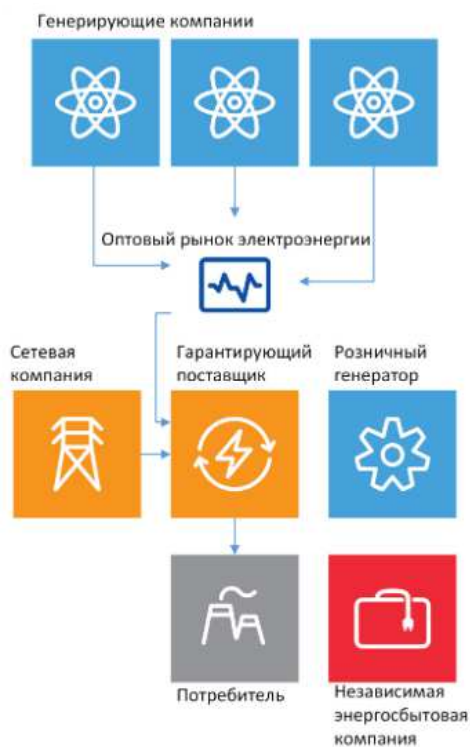 Генерирующие компании
Оптовый рынок электроэнергии
Сетевая
компания
Гарантирующий
поставщик
Розничный
генератор
Потребитель
Независимая
энергосбытовая
компания